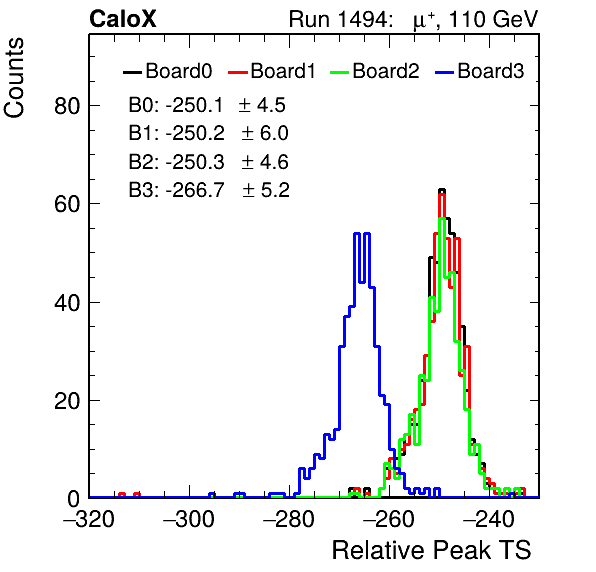 CaloX Run 1494: μ⁺, 110 GeV
Counts
Board0 Board1 Board2 Board3
B0: -250.1 ± 4.5
B1: -250.2 ± 6.0
B2: -250.3 ± 4.6
B3: -266.7 ± 5.2
80
60
40
20
0
−320 −300 −280 −260 −240
Relative Peak TS